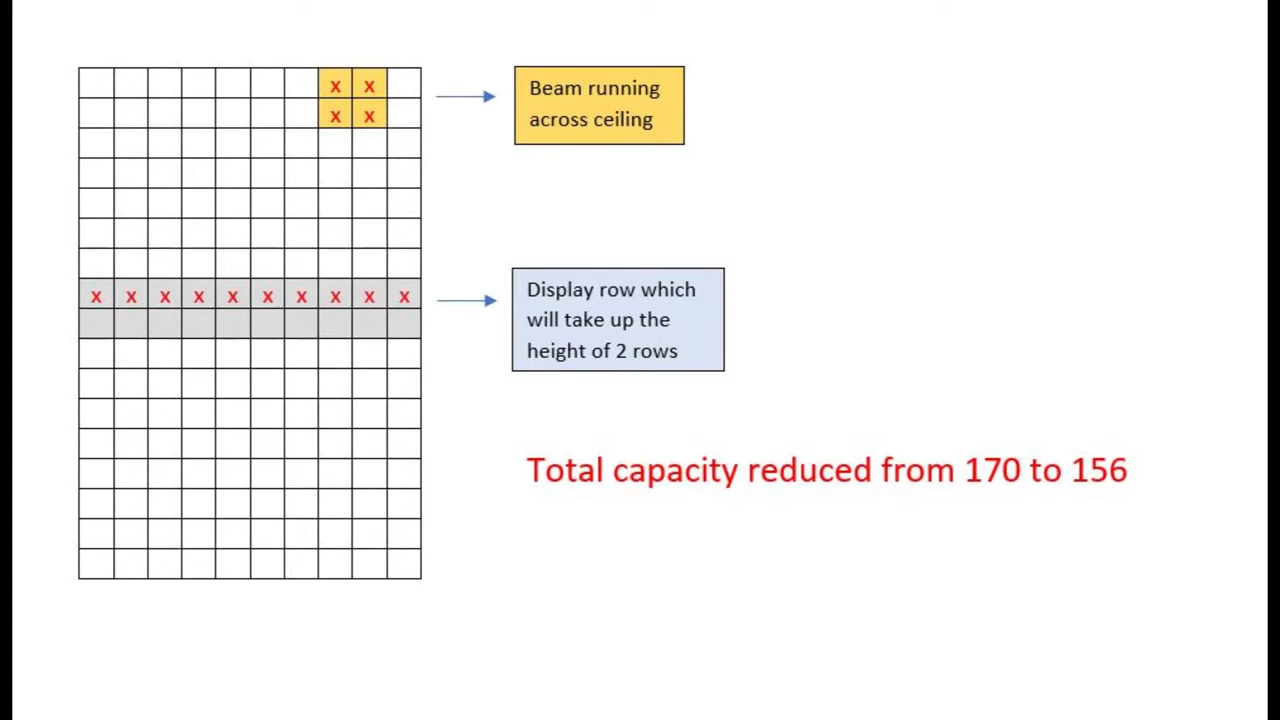 X X
X X
Beam running
across ceiling
X X X X X X X X X X
Display row which
will take up the
height of 2 rows
Total capacity reduced from 170 to 156